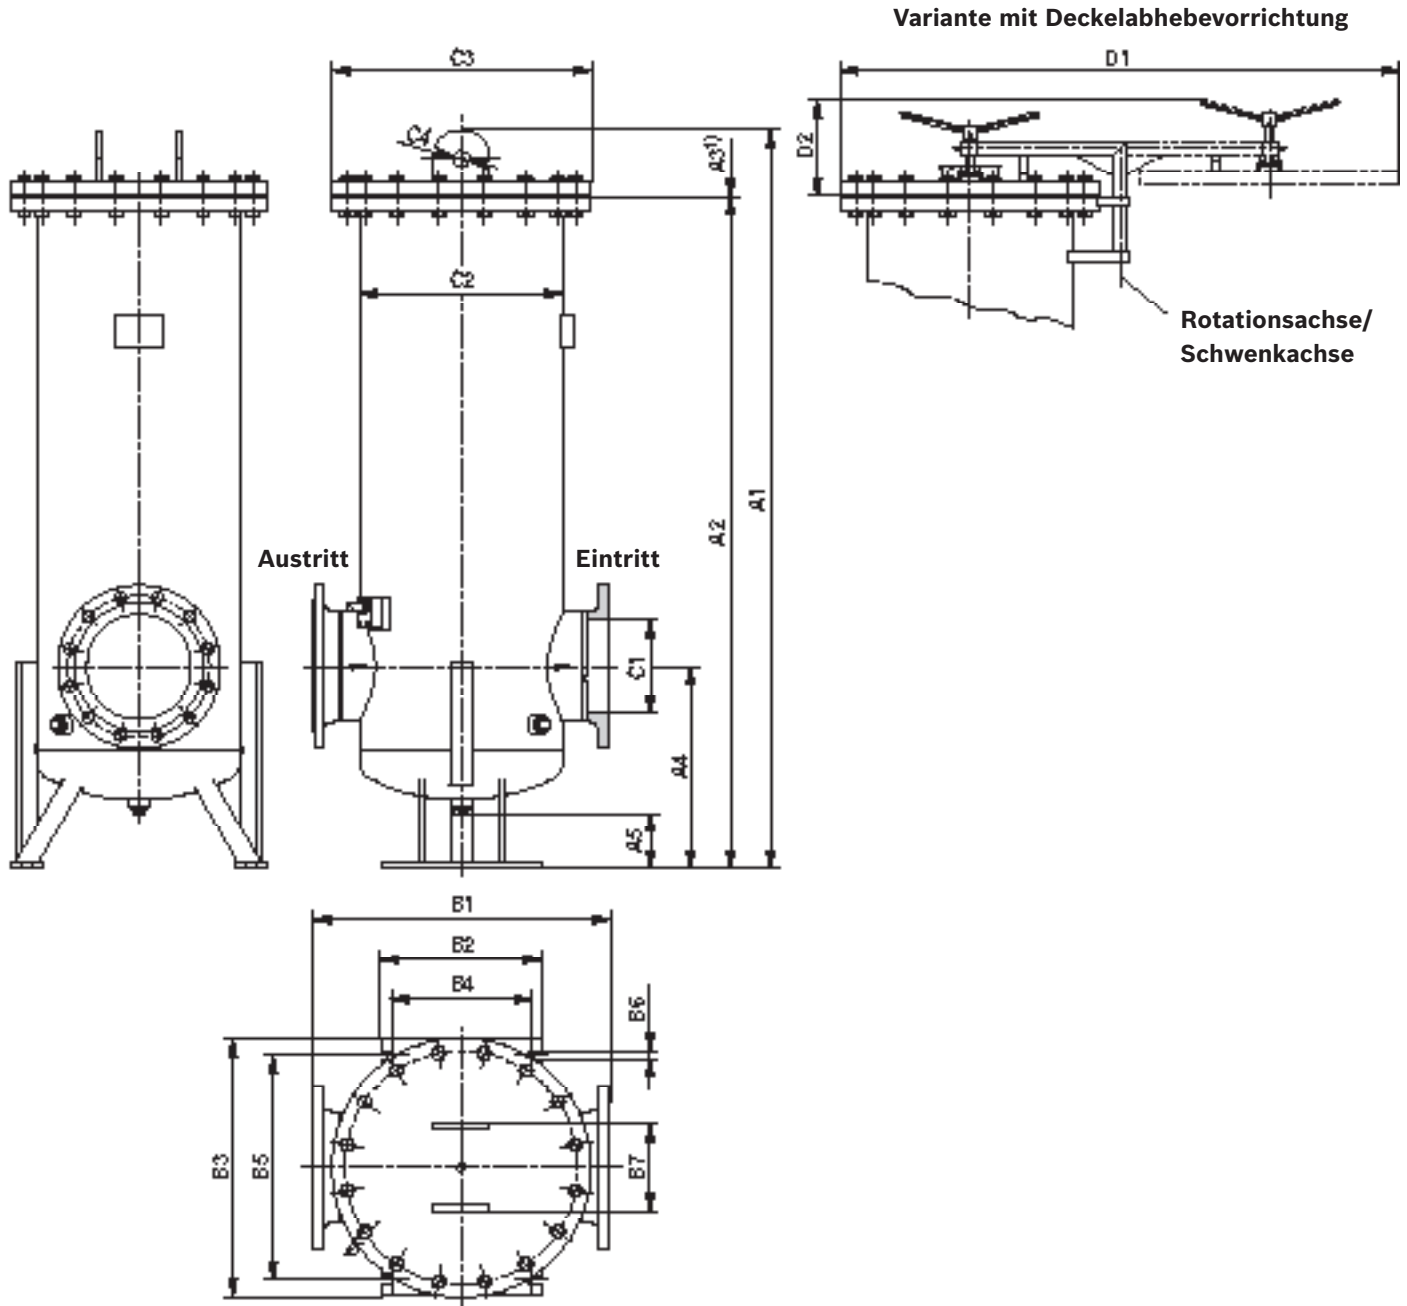 Variante mit Deckelabhebevorrichtung
C3
D1
C4
A3¹⁾
D2
C2
Rotationsachse/
Schwenkachse
A1
A2
Austritt
Eintritt
C1
A4
A5
B1
B2
B4
B6
B3
B5
B7